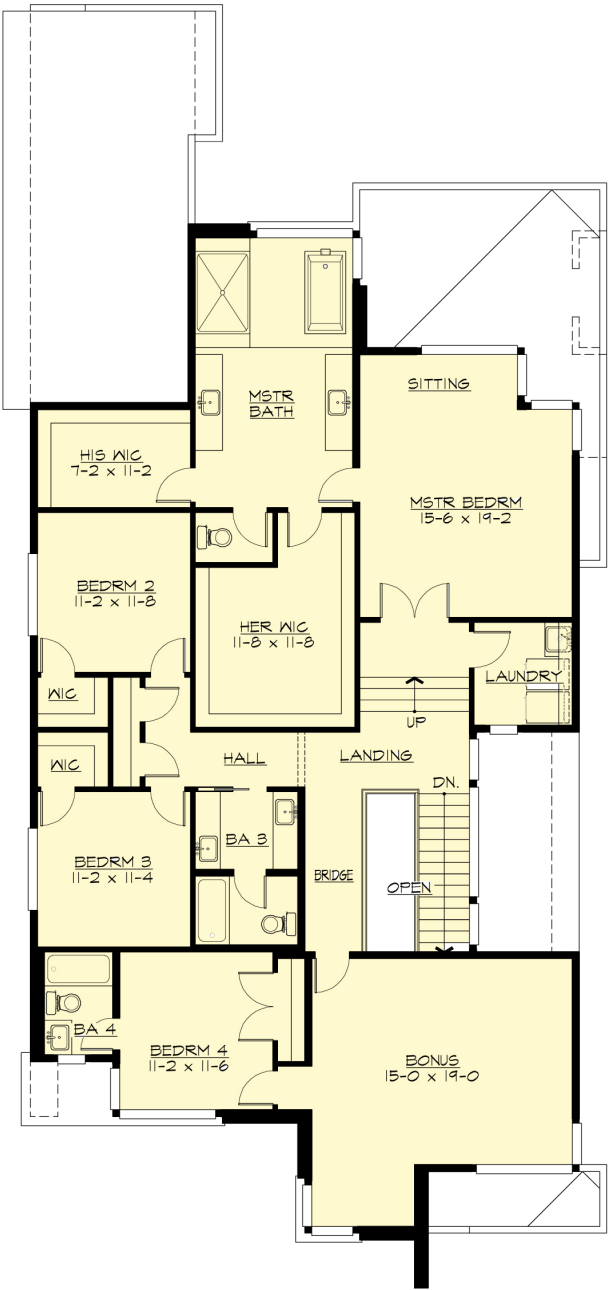 SITTING
MSTR
BATH
HIS WIC
7-2 x 11-2
MSTR BEDRM
15-6 x 19-2
BEDRM 2
11-2 x 11-8
HER WIC
11-8 x 11-8
LAUNDRY
WIC
UP
WIC
HALL
LANDING
DN.
BA 3
BEDRM 3
11-2 x 11-4
BRIDGE
OPEN
BA 4
BEDRM 4
11-2 x 11-6
BONUS
15-0 x 19-0